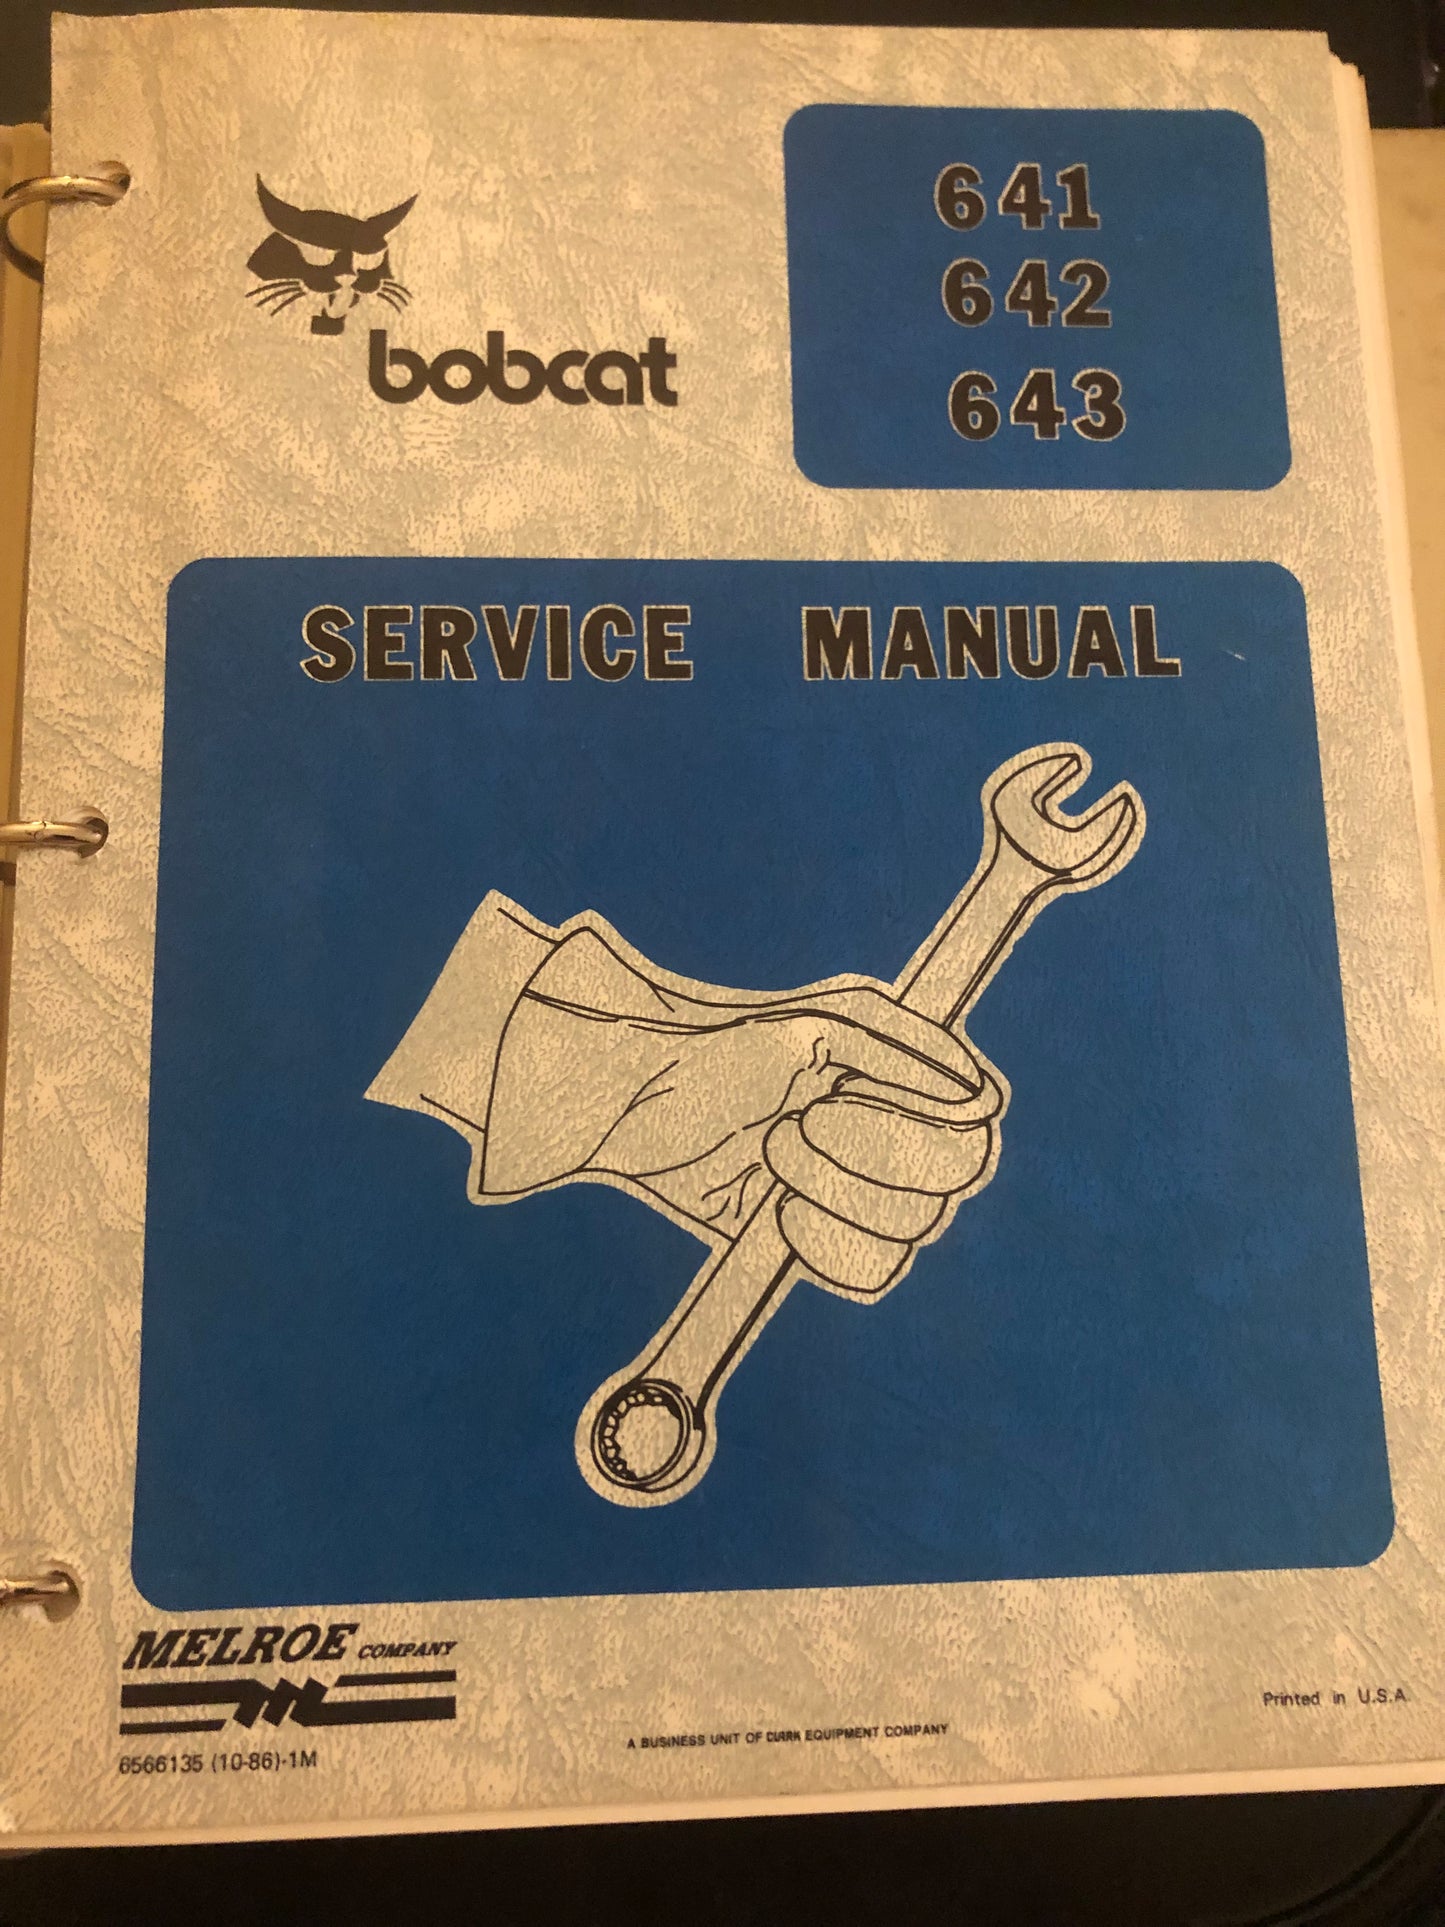 641
642
643
bobcat
SERVICE MANUAL
MELROE COMPANY
6566135 (10-86)-1M
A BUSINESS UNIT OF CLARK EQUIPMENT COMPANY
Printed in U.S.A.